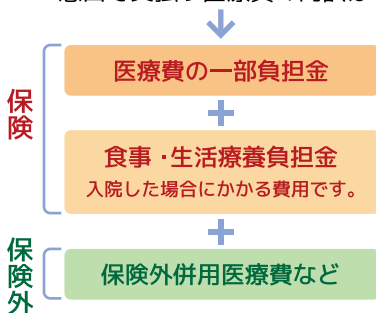 医療費の一部負担金
+
保険
食事・生活療養負担金
入院した場合にかかる費用です。
+
保険外
保険外併用医療費など